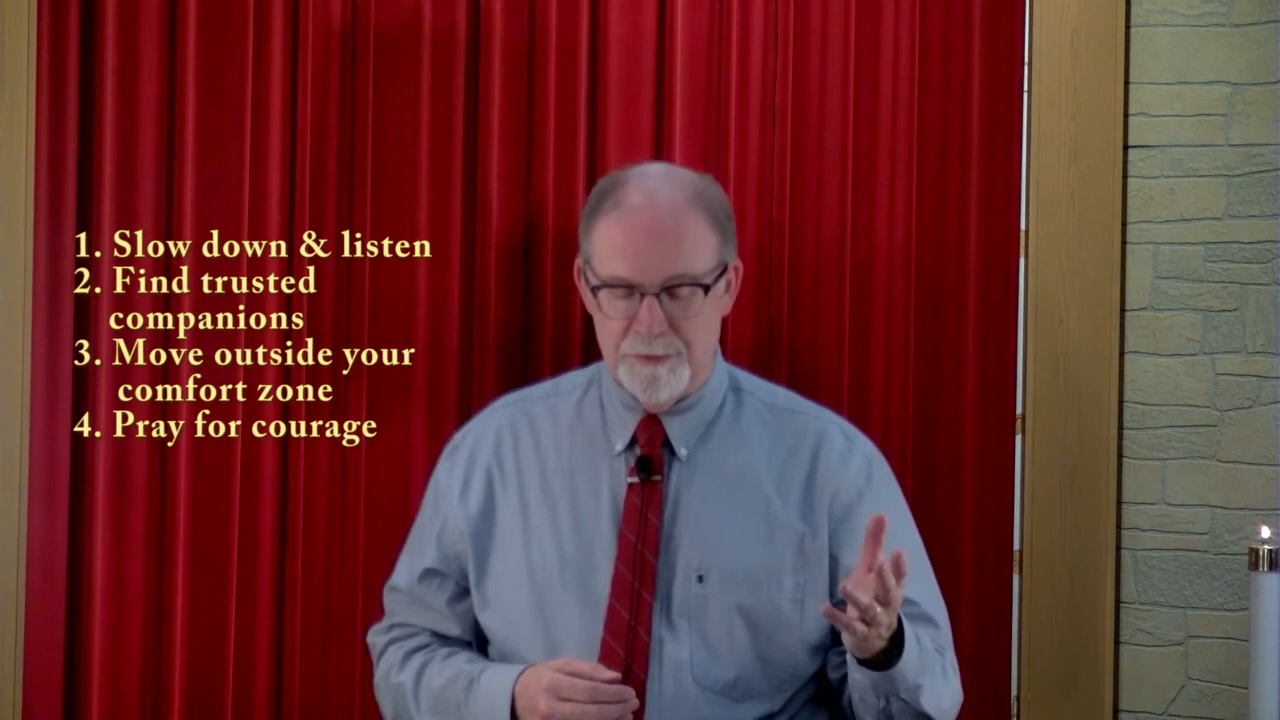 1. Slow down & listen
2. Find trusted
companions
3. Move outside your
comfort zone
4. Pray for courage